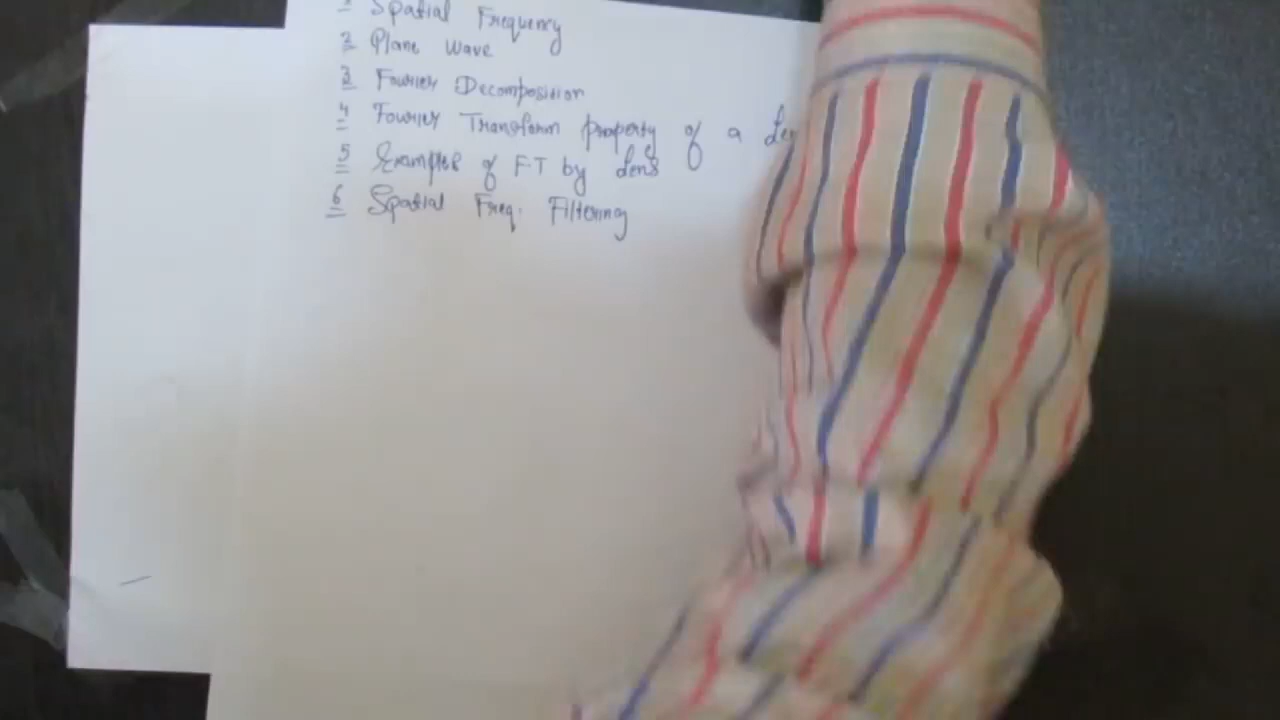 1 Spatial Frequency
2 Plane Wave
3 Fourier Decomposition
4 Fourier Transform property of a
5 Examples of FT by Lens
6 Spatial Freq. Filtering